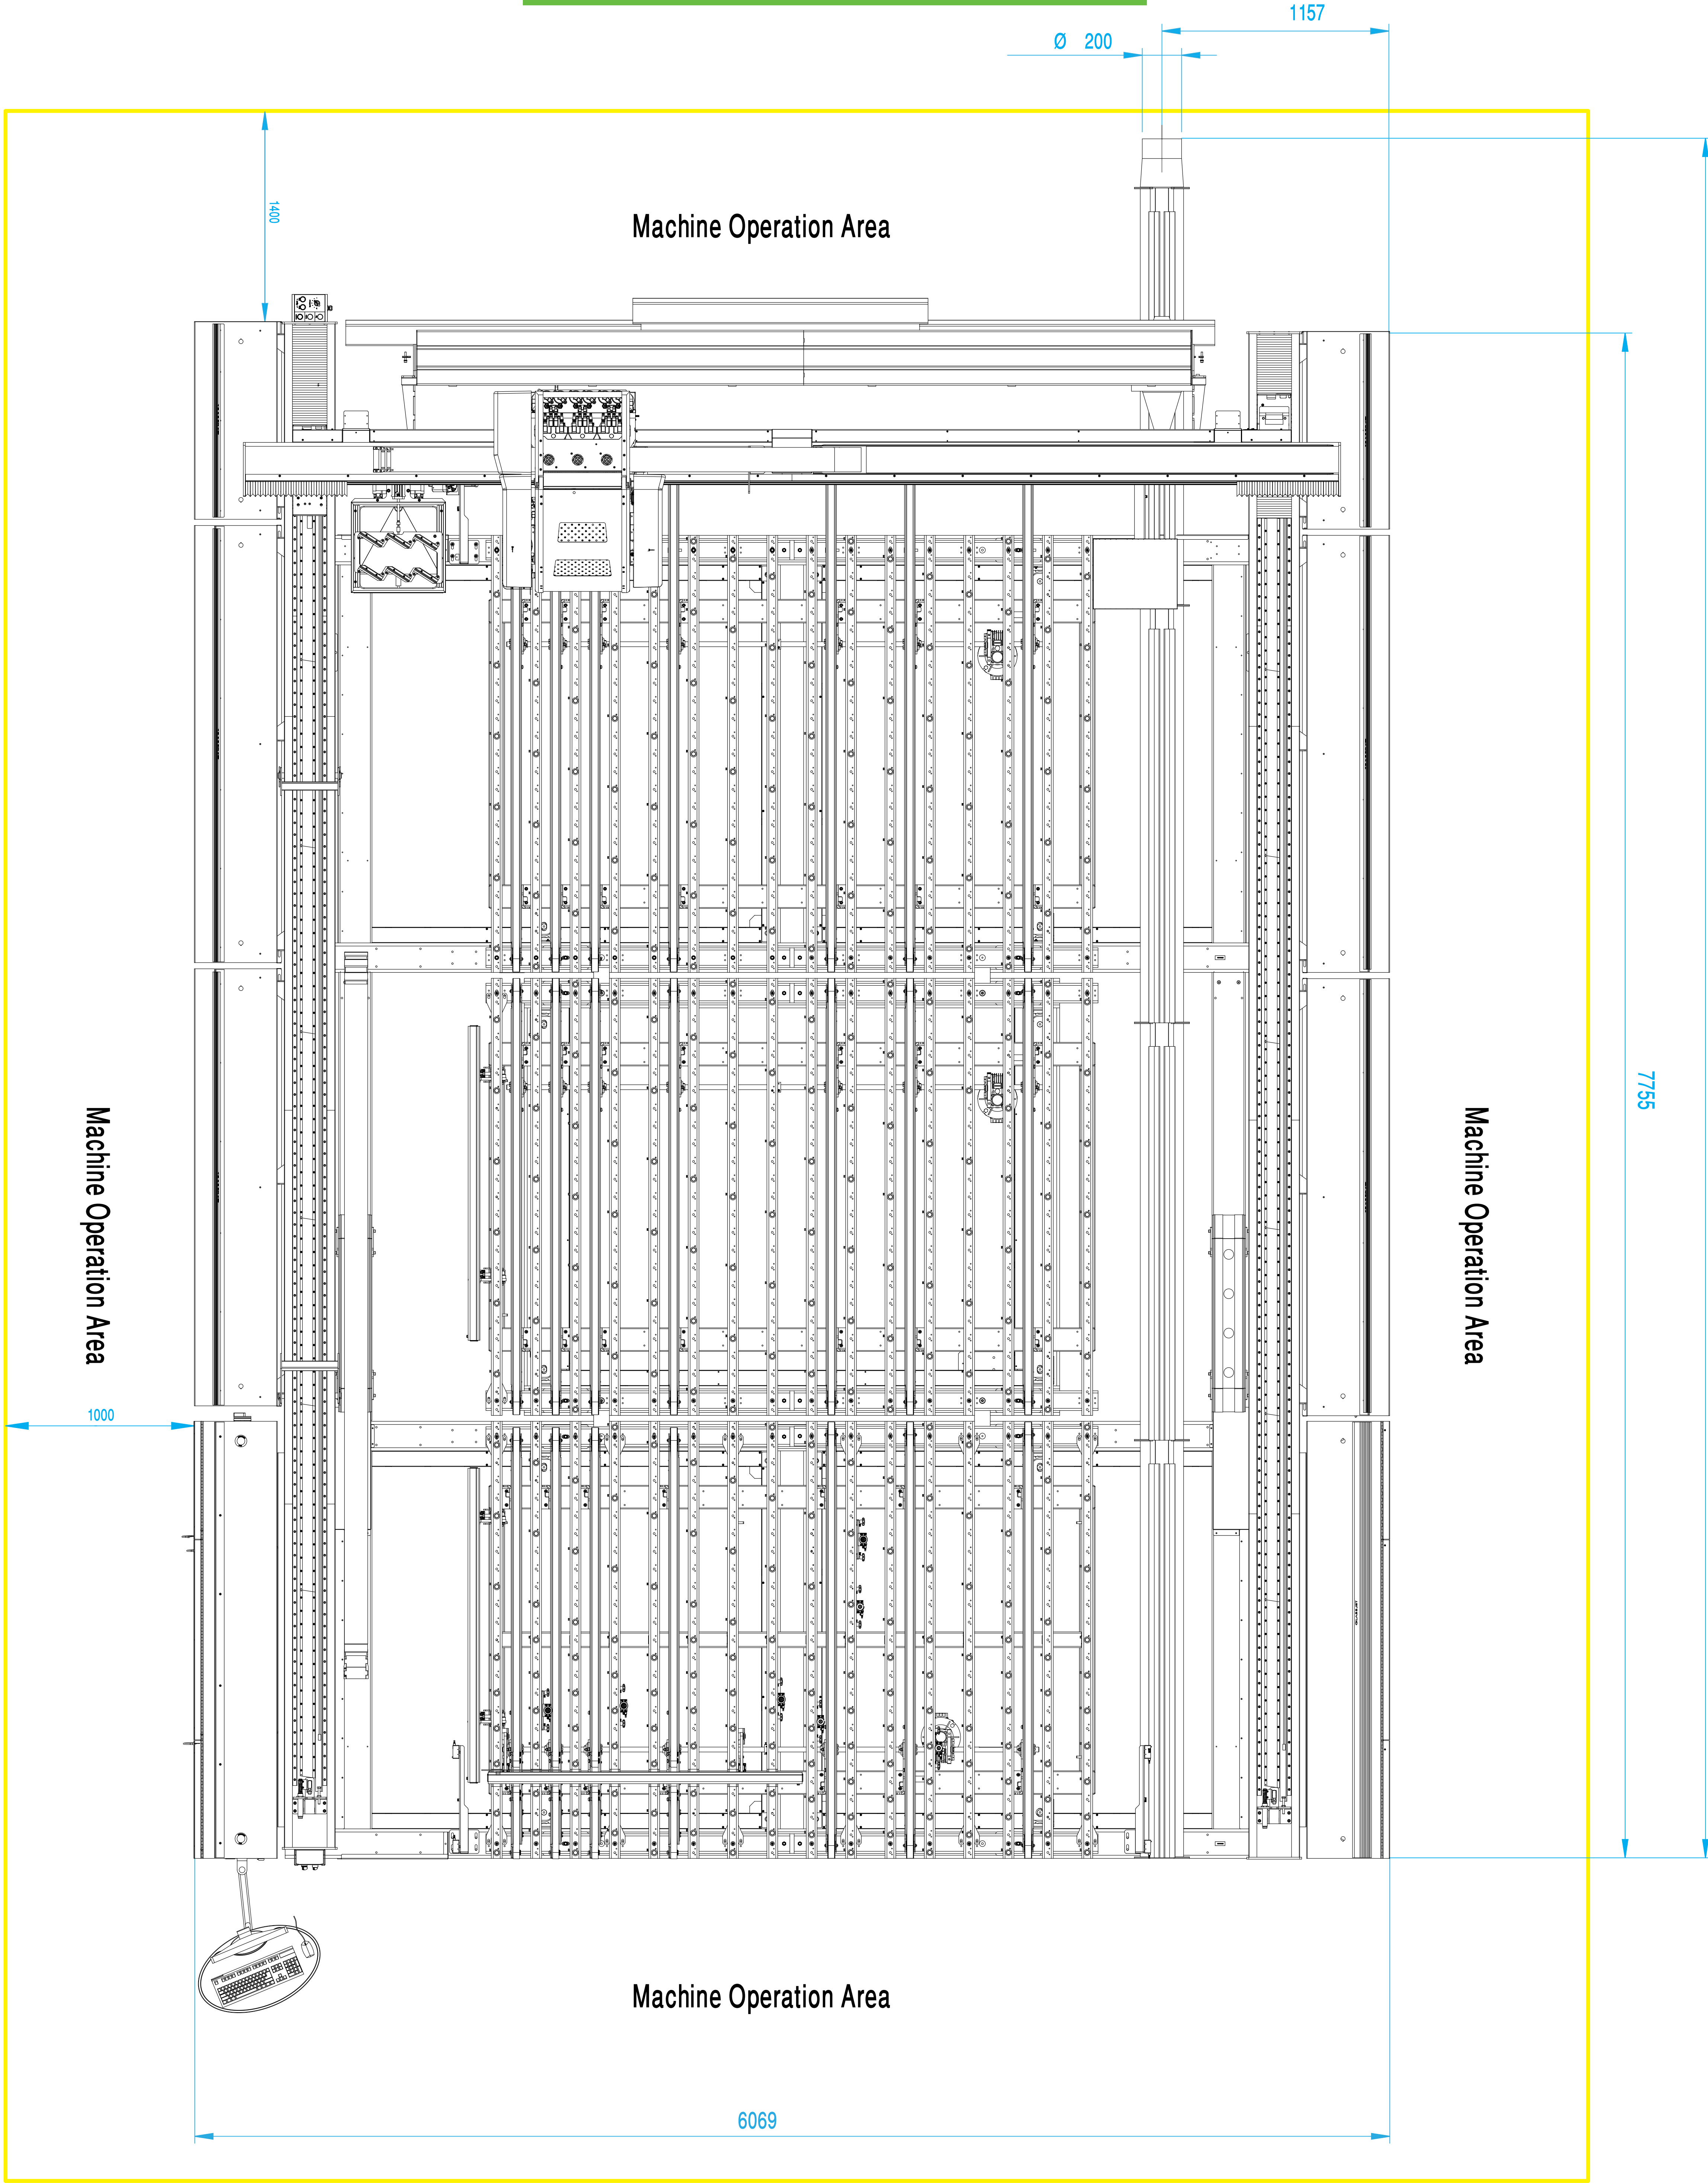 1157
Ø 200
1400
Machine Operation Area
7755
Machine Operation Area
Machine Operation Area
1000
Machine Operation Area
6069